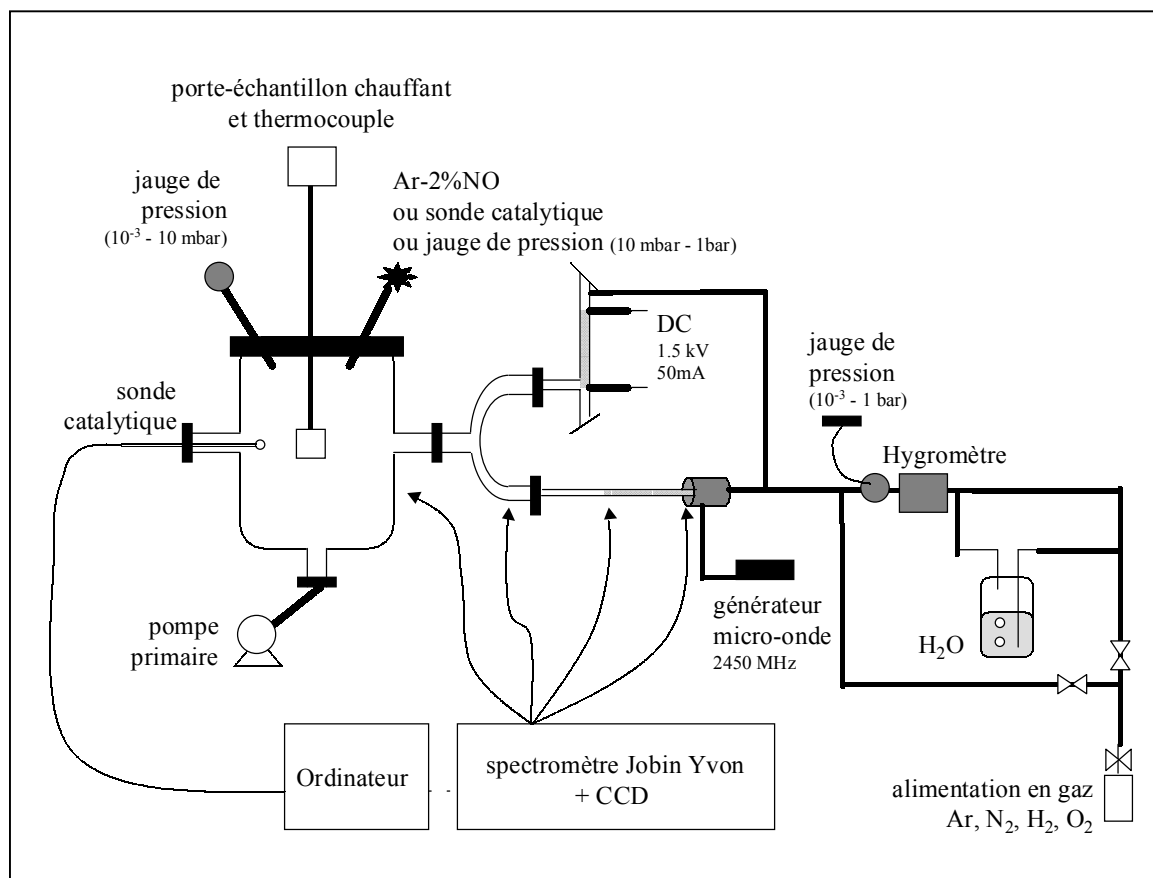 porte-échantillon chauffant
et thermocouple
jauge de
pression
(10⁻³ - 10 mbar)
Ar-2%NO
ou sonde catalytique
ou jauge de pression (10 mbar - 1bar)
DC
1.5 kV
50mA
jauge de
pression
(10⁻³ - 1 bar)
sonde
catalytique
Hygromètre
pompe
primaire
générateur
micro-onde
2450 MHz
H₂O
Ordinateur
spectromètre Jobin Yvon
+ CCD
alimentation en gaz
Ar, N₂, H₂, O₂